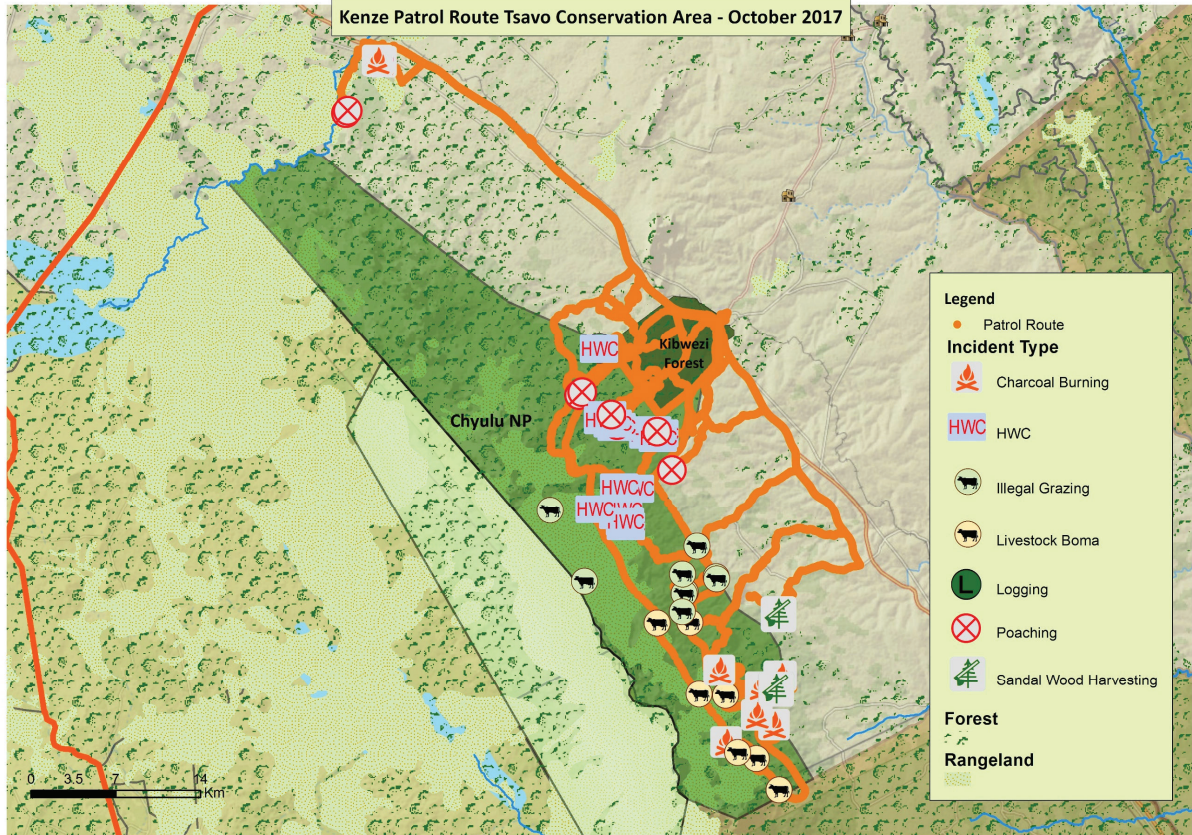 Kenze Patrol Route Tsavo Conservation Area - October 2017
HWC
Kibwezi
Forest
Chyulu NP
HWC
HWC
HWC
HWC
HWC
Legend
Patrol Route
Incident Type
Charcoal Burning
HWC
HWC
Illegal Grazing
Livestock Boma
L
Logging
Poaching
Sandal Wood Harvesting
Forest
Rangeland
0 3.5 7 14
Km